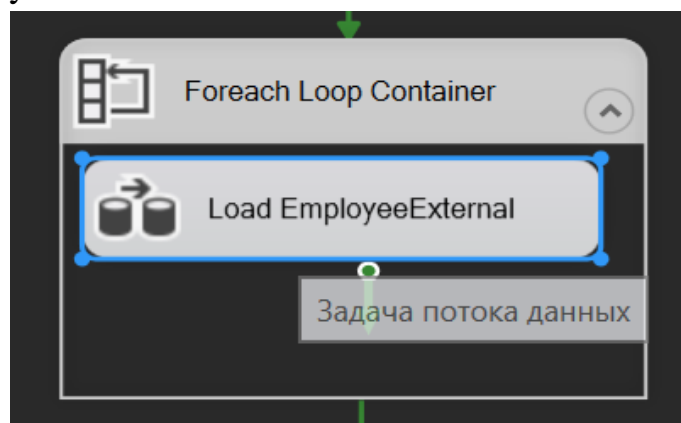 Foreach Loop Container
Load EmployeeExternal
Задача потока данных